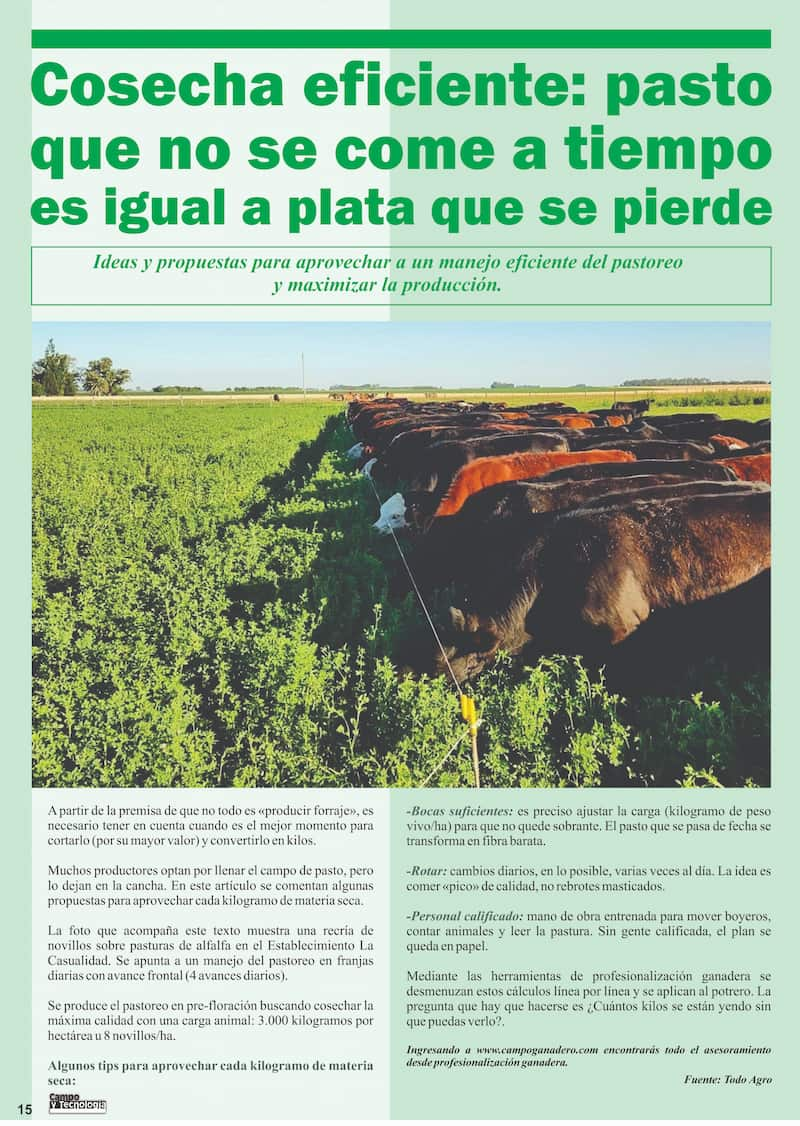 Cosecha eficiente: pasto
que no se come a tiempo
es igual a plata que se pierde
Ideas y propuestas para aprovechar a un manejo eficiente del pastoreo
y maximizar la producción.
A partir de la premisa de que no todo es «producir forraje», es
necesario tener en cuenta cuando es el mejor momento para
cortarlo (por su mayor valor) y convertirlo en kilos.
Muchos productores optan por llenar el campo de pasto, pero
lo dejan en la cancha. En este artículo se comentan algunas
propuestas para aprovechar cada kilogramo de materia seca.
La foto que acompaña este texto muestra una recría de
novillos sobre pasturas de alfalfa en el Establecimiento La
Casualidad. Se apunta a un manejo del pastoreo en franjas
diarias con avance frontal (4 avances diarios).
Se produce el pastoreo en pre-floración buscando cosechar la
máxima calidad con una carga animal: 3.000 kilogramos por
hectárea u 8 novillos/ha.
Algunos tips para aprovechar cada kilogramo de materia
seca:
-Bocas suficientes: es preciso ajustar la carga (kilogramo de peso
vivo/ha) para que no quede sobrante. El pasto que se pasa de fecha se
transforma en fibra barata.
-Rotar: cambios diarios, en lo posible, varias veces al día. La idea es
comer «pico» de calidad, no rebrotes masticados.
-Personal calificado: mano de obra entrenada para mover boyeros,
contar animales y leer la pastura. Sin gente calificada, el plan se
queda en papel.
Mediante las herramientas de profesionalización ganadera se
desmenuzan estos cálculos línea por línea y se aplican al potrero. La
pregunta que hay que hacerse es ¿Cuántos kilos se están yendo sin
que puedas verlo?.
Ingresando a www.campoganadero.com encontrarás todo el asesoramiento
desde profesionalización ganadera.
Fuente: Todo Agro
15
Campo
y Tecnología